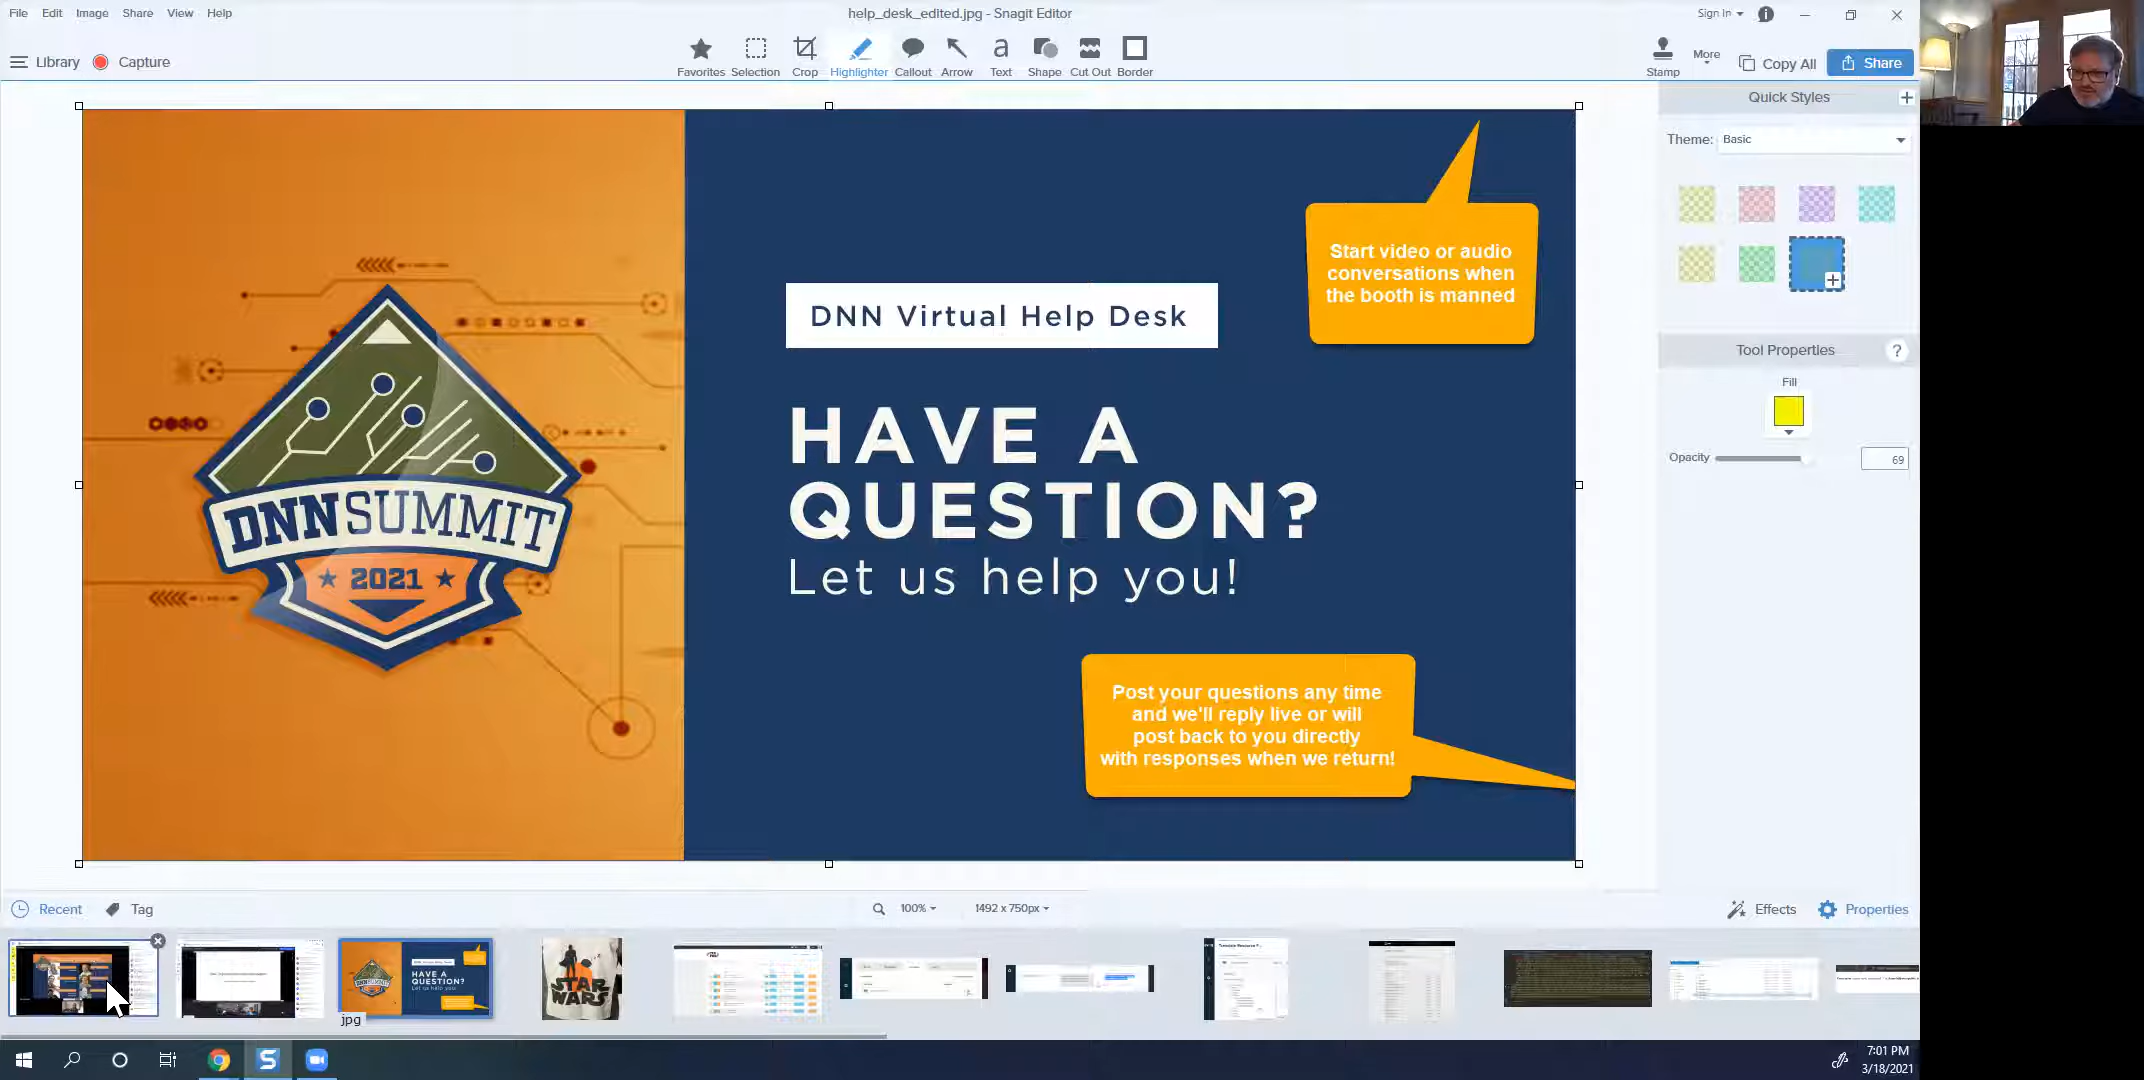 File Edit Image Share View Help
help_desk_edited.jpg - Snagit Editor
Sign In
Library Capture
Favorites Selection Crop Highlighter Callout Arrow Text Shape Cut Out Border
Stamp More Copy All Share
Quick Styles
Theme: Basic
Start video or audio
conversations when
the booth is manned
DNN Virtual Help Desk
HAVE A
QUESTION?
Let us help you!
DNNSUMMIT
2021
Post your questions any time
and we'll reply live or will
post back to you directly
with responses when we return!
Tool Properties ?
Fill
Opacity 69
Recent Tag
100% 1492 x 750px
Effects Properties
HAVE A
QUESTION?
Let us help you!
STAR
WARS
jpg
7:01 PM
3/18/2021